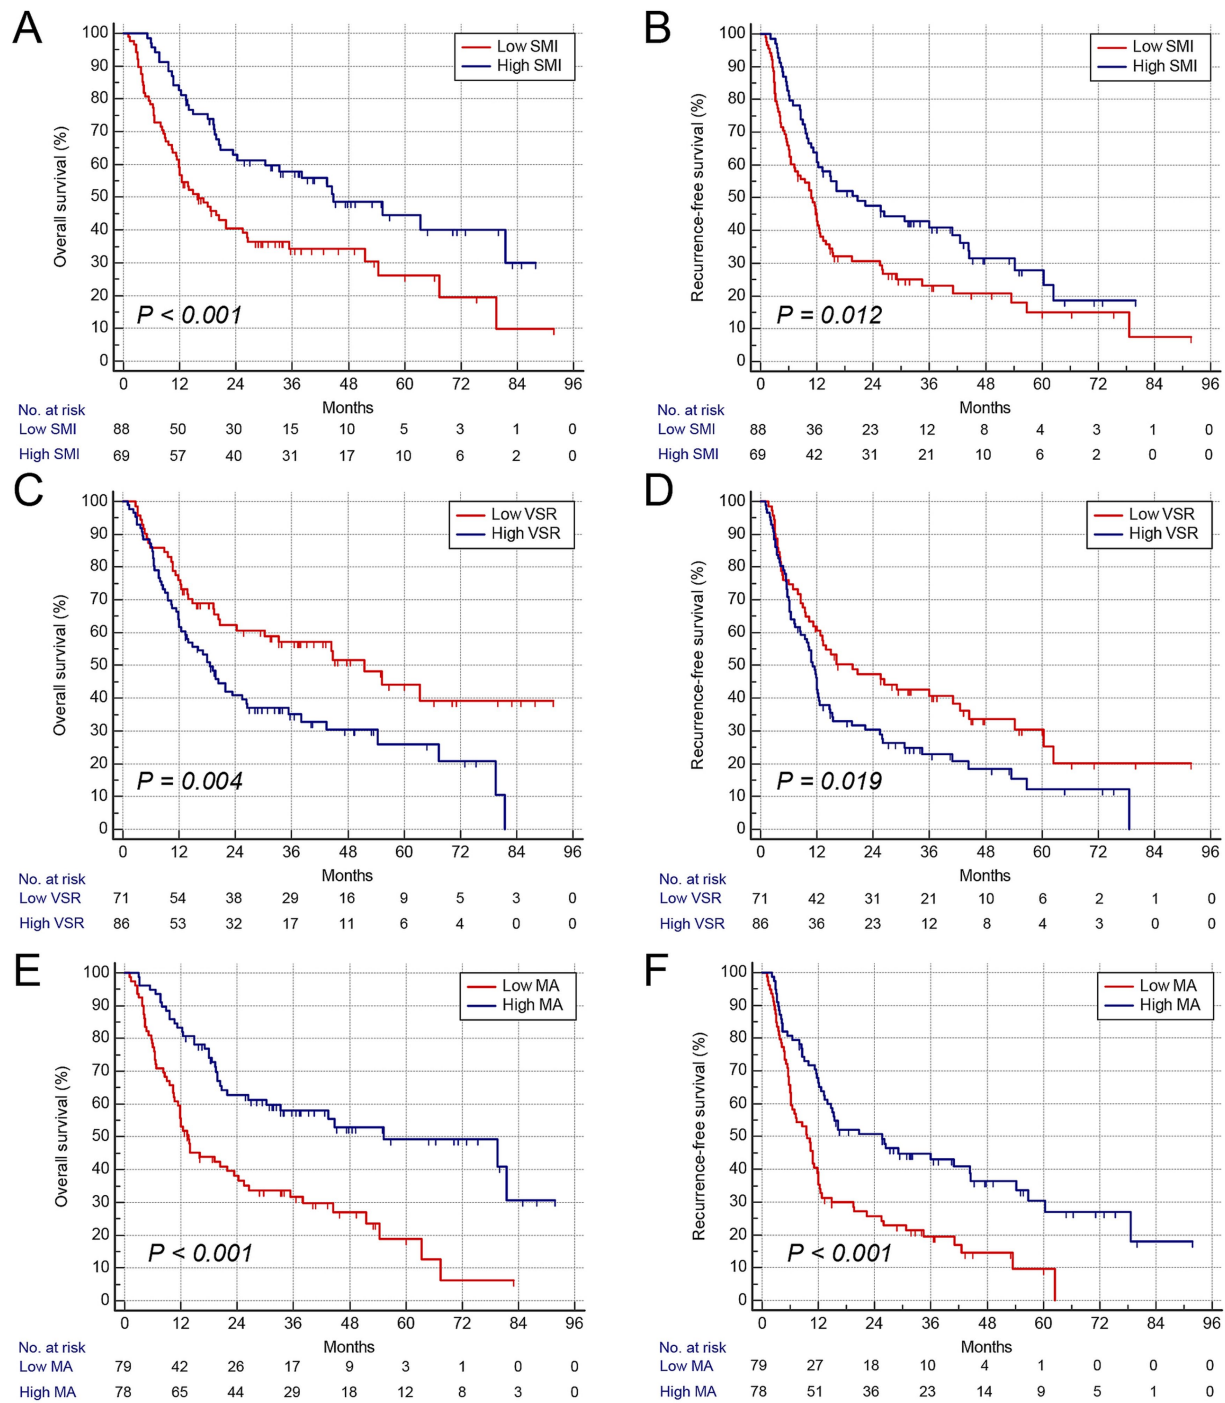 A
Overall survival (%)
100
90
80
70
60
50
40
30
20
10
0
Low SMI
High SMI
P < 0.001
0 12 24 36 48 60 72 84 96
Months
No. at risk
Low SMI 88 50 30 15 10 5 3 1 0
High SMI 69 57 40 31 17 10 6 2 0
B
Recurrence-free survival (%)
100
90
80
70
60
50
40
30
20
10
0
Low SMI
High SMI
P = 0.012
0 12 24 36 48 60 72 84 96
Months
No. at risk
Low SMI 88 36 23 12 8 4 3 1 0
High SMI 69 42 31 21 10 6 2 0 0
C
Overall survival (%)
100
90
80
70
60
50
40
30
20
10
0
Low VSR
High VSR
P = 0.004
0 12 24 36 48 60 72 84 96
Months
No. at risk
Low VSR 71 54 38 29 16 9 5 3 0
High VSR 86 53 32 17 11 6 4 0 0
D
Recurrence-free survival (%)
100
90
80
70
60
50
40
30
20
10
0
Low VSR
High VSR
P = 0.019
0 12 24 36 48 60 72 84 96
Months
No. at risk
Low VSR 71 42 31 21 10 6 2 1 0
High VSR 86 36 23 12 8 4 3 0 0
E
Overall survival (%)
100
90
80
70
60
50
40
30
20
10
0
Low MA
High MA
P < 0.001
0 12 24 36 48 60 72 84 96
Months
No. at risk
Low MA 79 42 26 17 9 3 1 0 0
High MA 78 65 44 29 18 12 8 3 0
F
Recurrence-free survival (%)
100
90
80
70
60
50
40
30
20
10
0
Low MA
High MA
P < 0.001
0 12 24 36 48 60 72 84 96
Months
No. at risk
Low MA 79 27 18 10 4 1 0 0 0
High MA 78 51 36 23 14 9 5 1 0